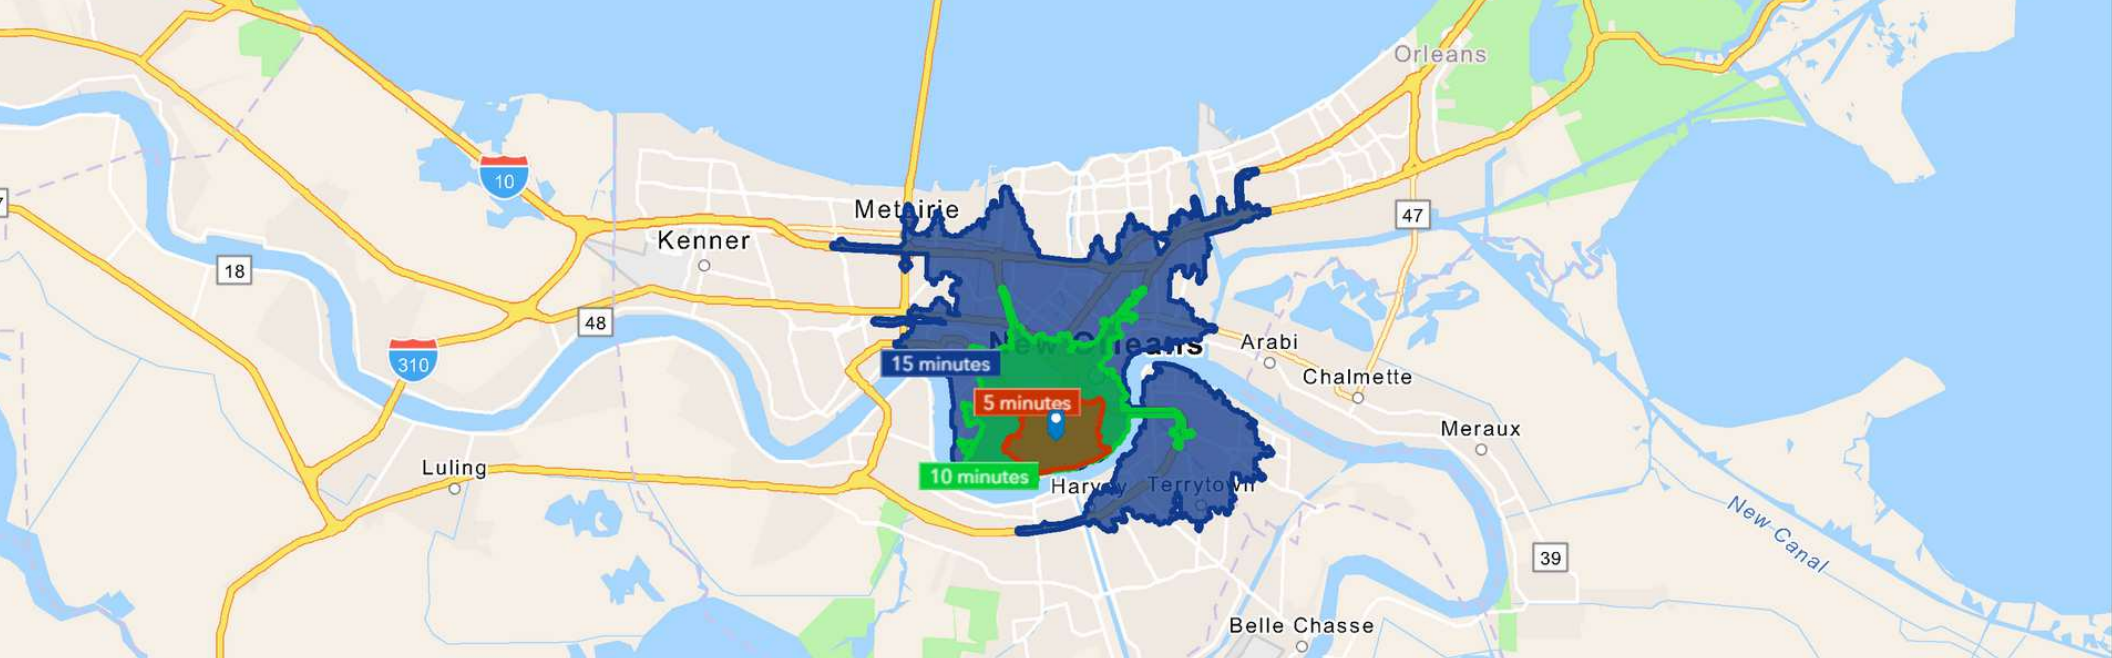 Orleans
10
Metairie
47
Kenner
18
48
New Orleans
Arabi
310
15 minutes
Chalmette
5 minutes
Meraux
Luling
10 minutes
Harvey
Terrytown
New Canal
39
Belle Chasse